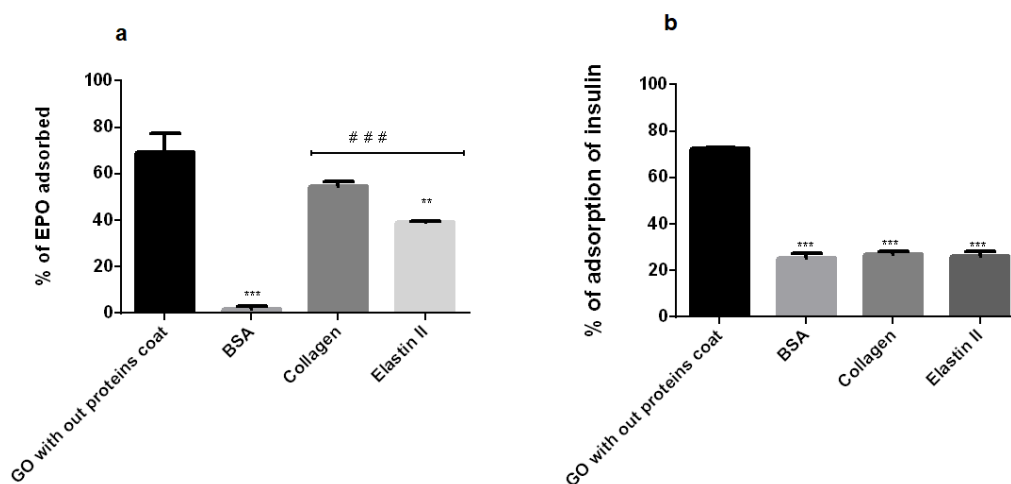 a
% of EPO adsorbed
100
80
60
40
20
0
# # #
**
***
GO with out proteins coat
BSA
Collagen
Elastin II
b
% of adsorption of insulin
100
80
60
40
20
0
***
***
***
GO with out proteins coat
BSA
Collagen
Elastin II